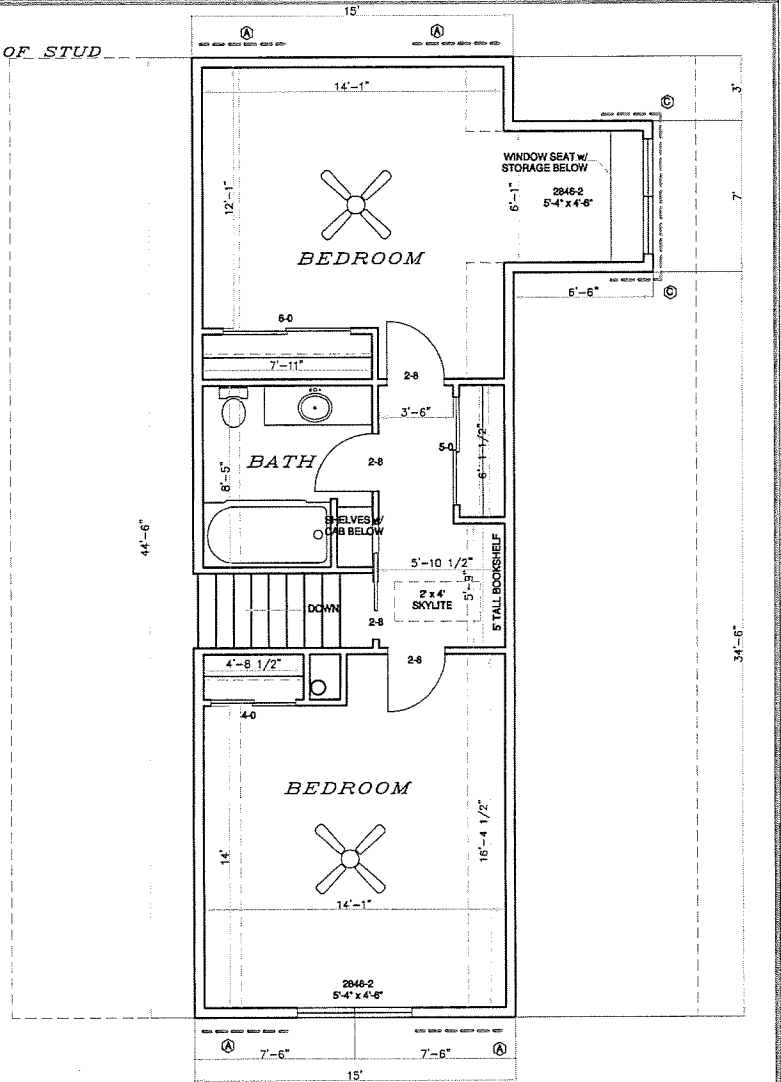 15'
A
A
OF STUD
14'-1"
3'
C
WINDOW SEAT w/
STORAGE BELOW
2846-2
5'-4" x 4'-6"
12'-1"
6'-1"
7'
BEDROOM
6'-6"
C
6-0
7'-11"
2-8
3'-6"
5-0
6'-1 1/2"
BATH
2-8
8'-5"
SHELVES w/
CAB BELOW
44'-6"
5'-10 1/2"
5'-9"
5' TALL BOOKSHELF
2' x 4'
SKYLITE
DOWN
2-8
34'-6"
4'-8 1/2"
2-8
4-0
BEDROOM
14'
16'-4 1/2"
14'-1"
2846-2
5'-4" x 4'-6"
A
7'-6"
7'-6"
A
15'